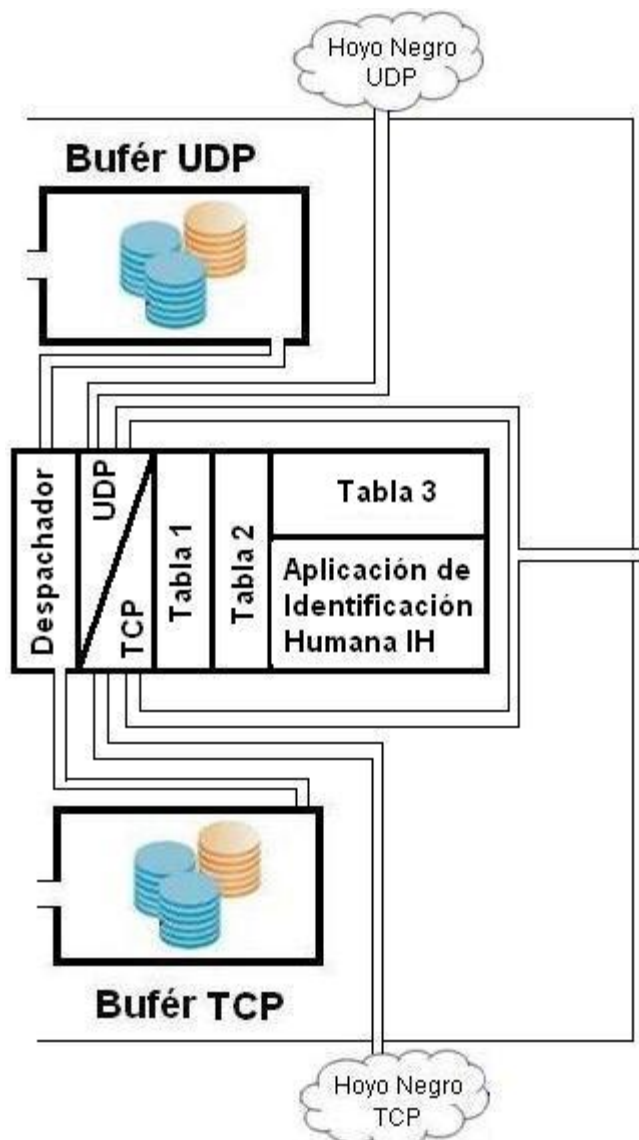 Hoyo Negro
UDP
Bufér UDP
Despachador
UDP
TCP
Tabla 1
Tabla 2
Tabla 3
Aplicación de
Identificación
Humana IH
Bufér TCP
Hoyo Negro
TCP